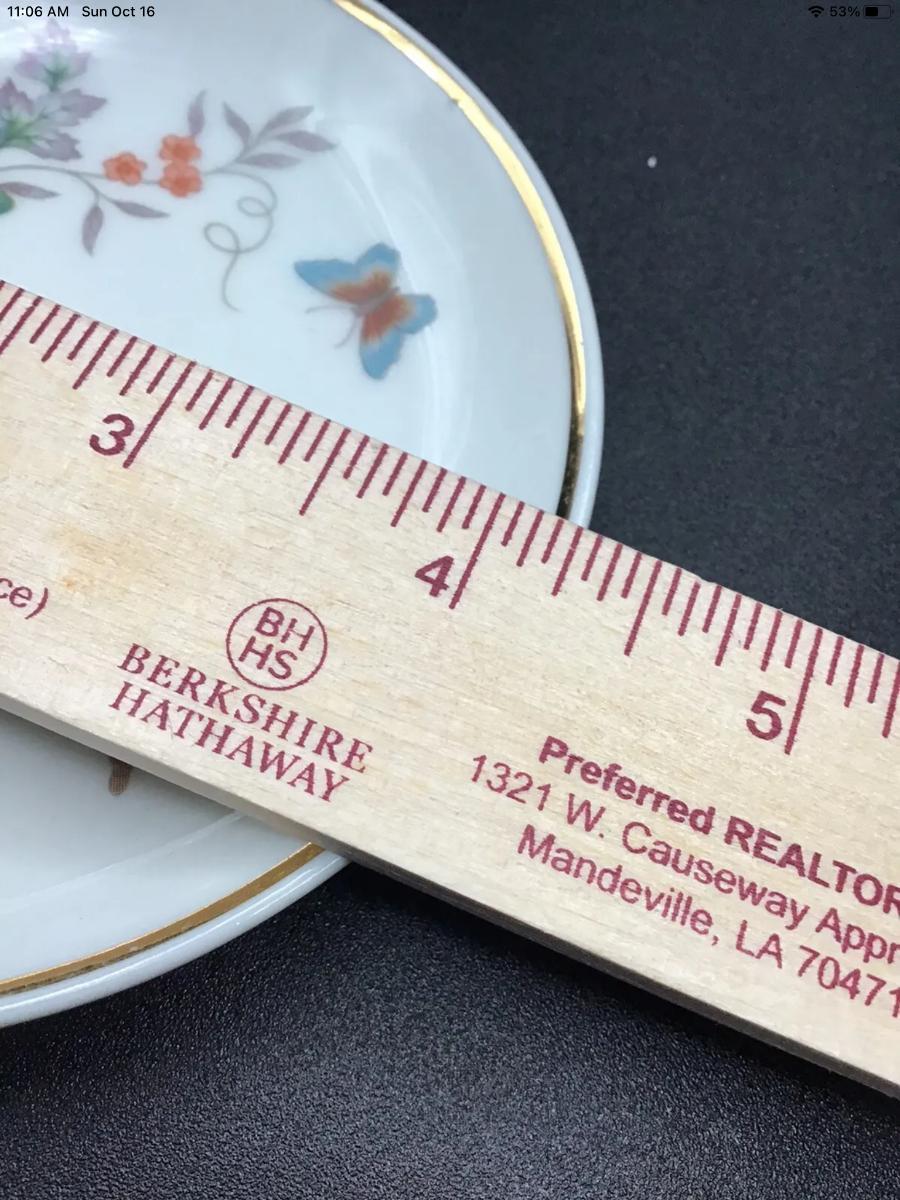 11:06 AM Sun Oct 16
53%
3
4
5
ce)
BH
HS
BERKSHIRE
HATHAWAY
Preferred REALTOR
1321 W. Causeway Appr
Mandeville, LA 70471